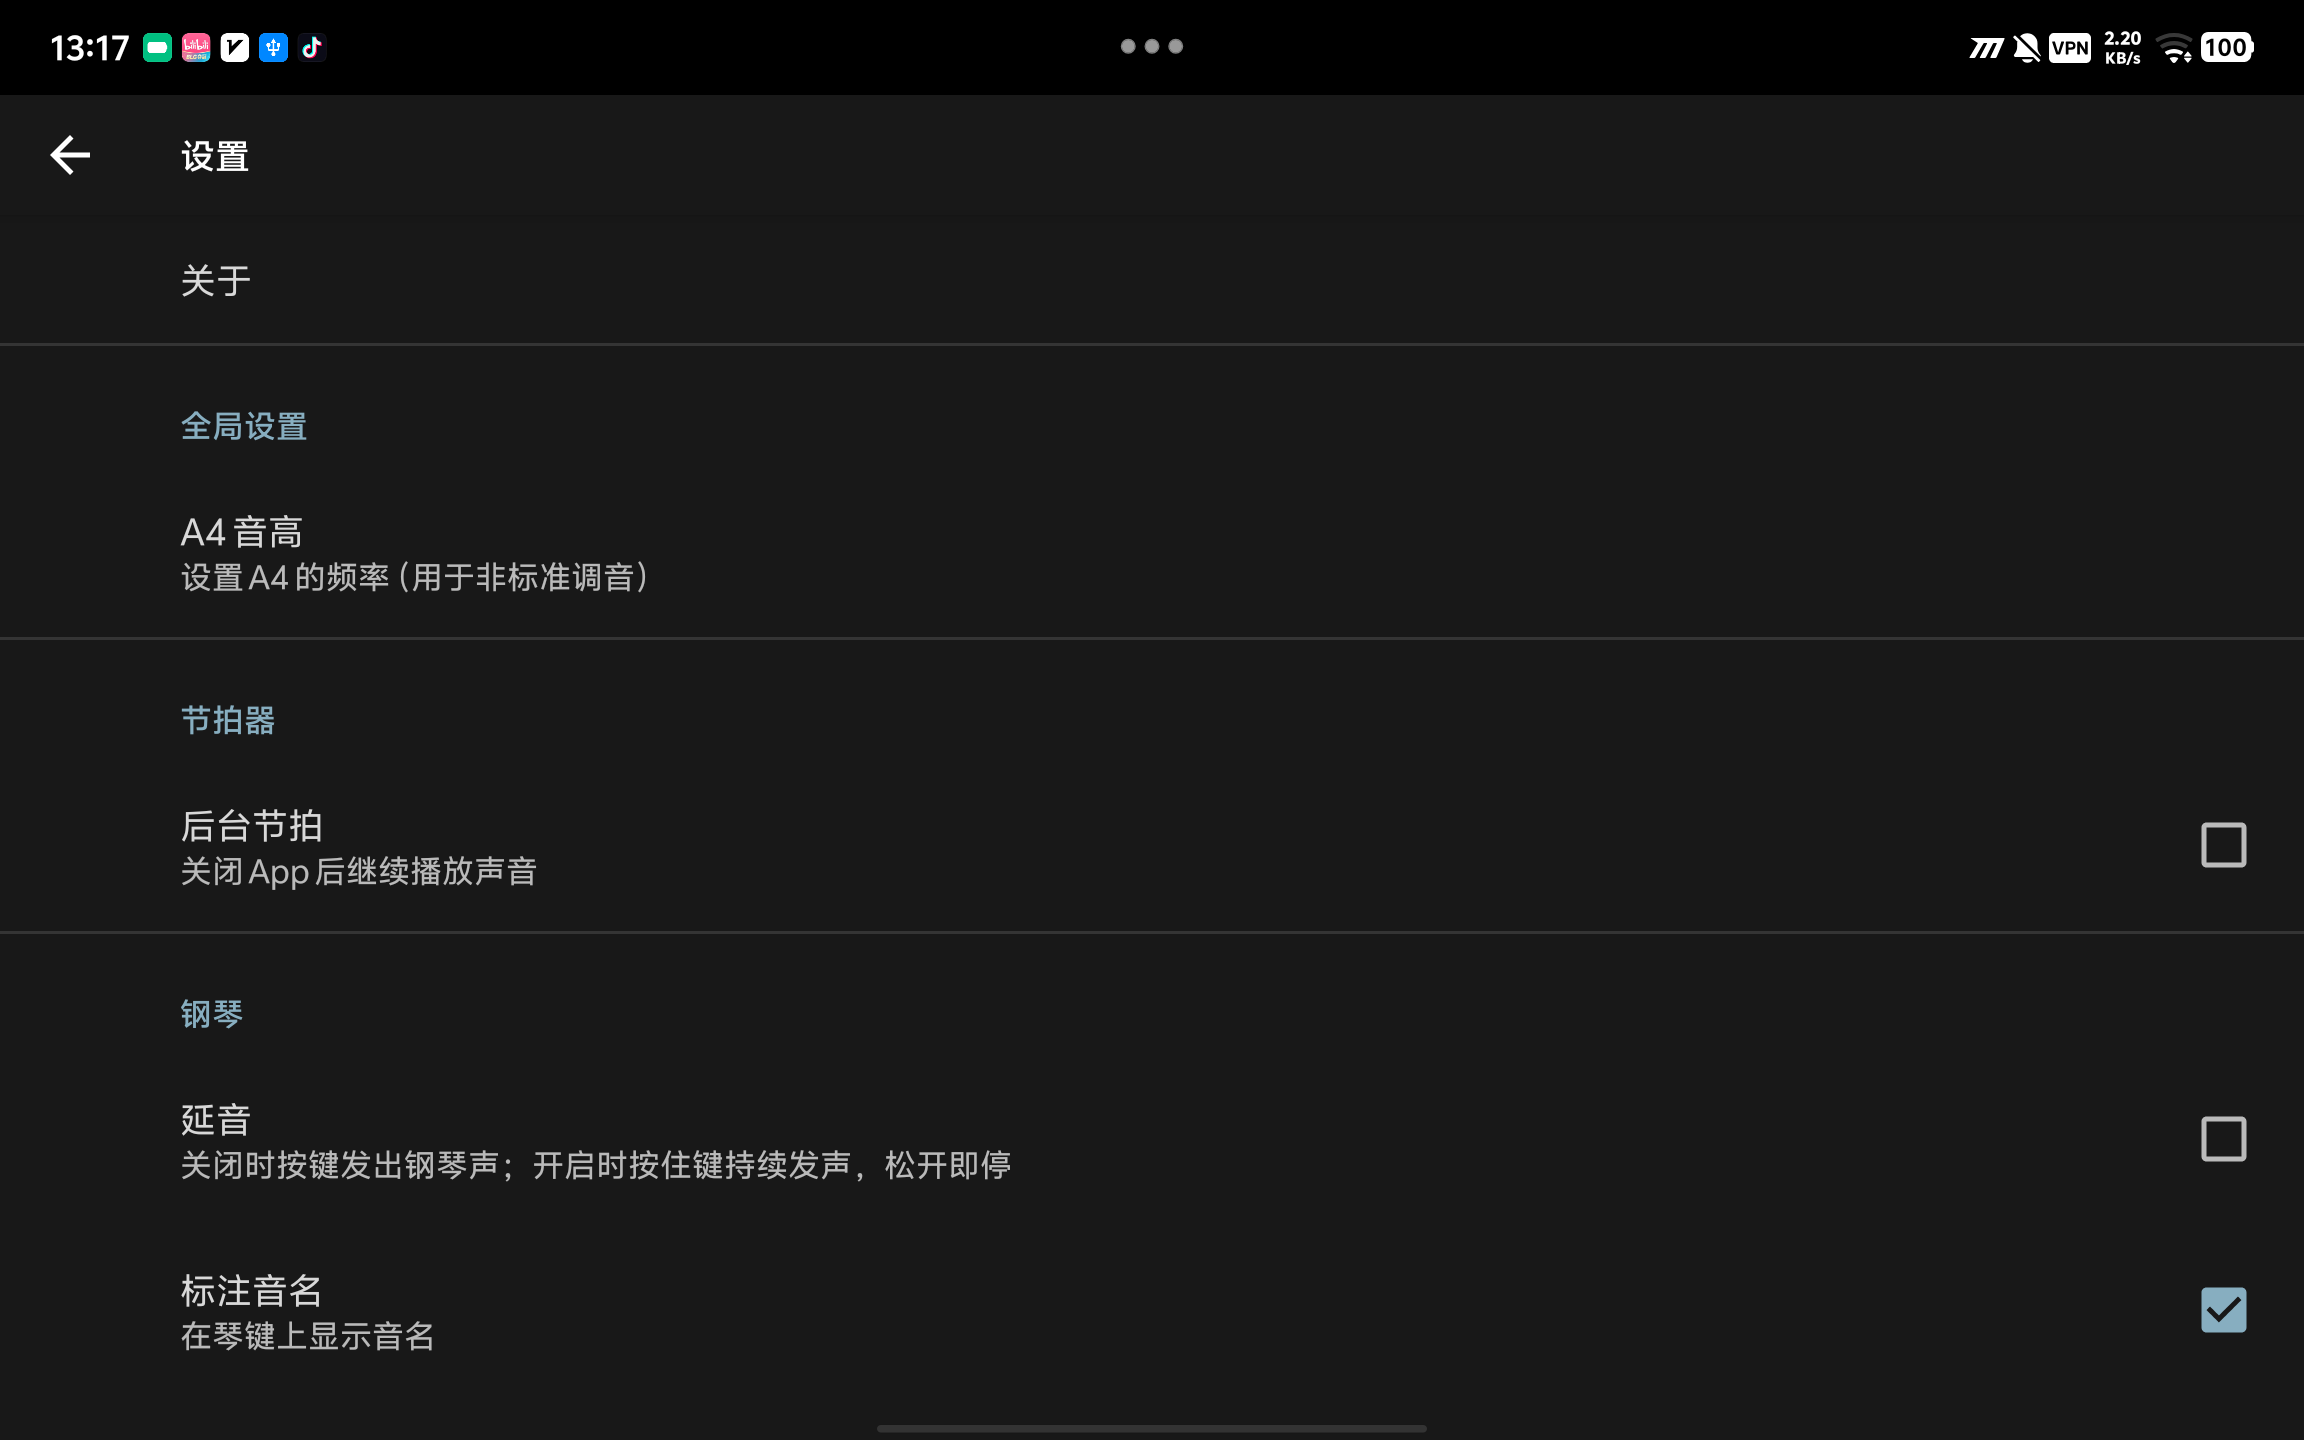 13:17
VPN
2.20
KB/s
100
设置
关于
全局设置
A4 音高
设置 A4 的频率 (用于非标准调音)
节拍器
后台节拍
关闭 App 后继续播放声音
钢琴
延音
关闭时按键发出钢琴声；开启时按住键持续发声，松开即停
标注音名
在琴键上显示音名